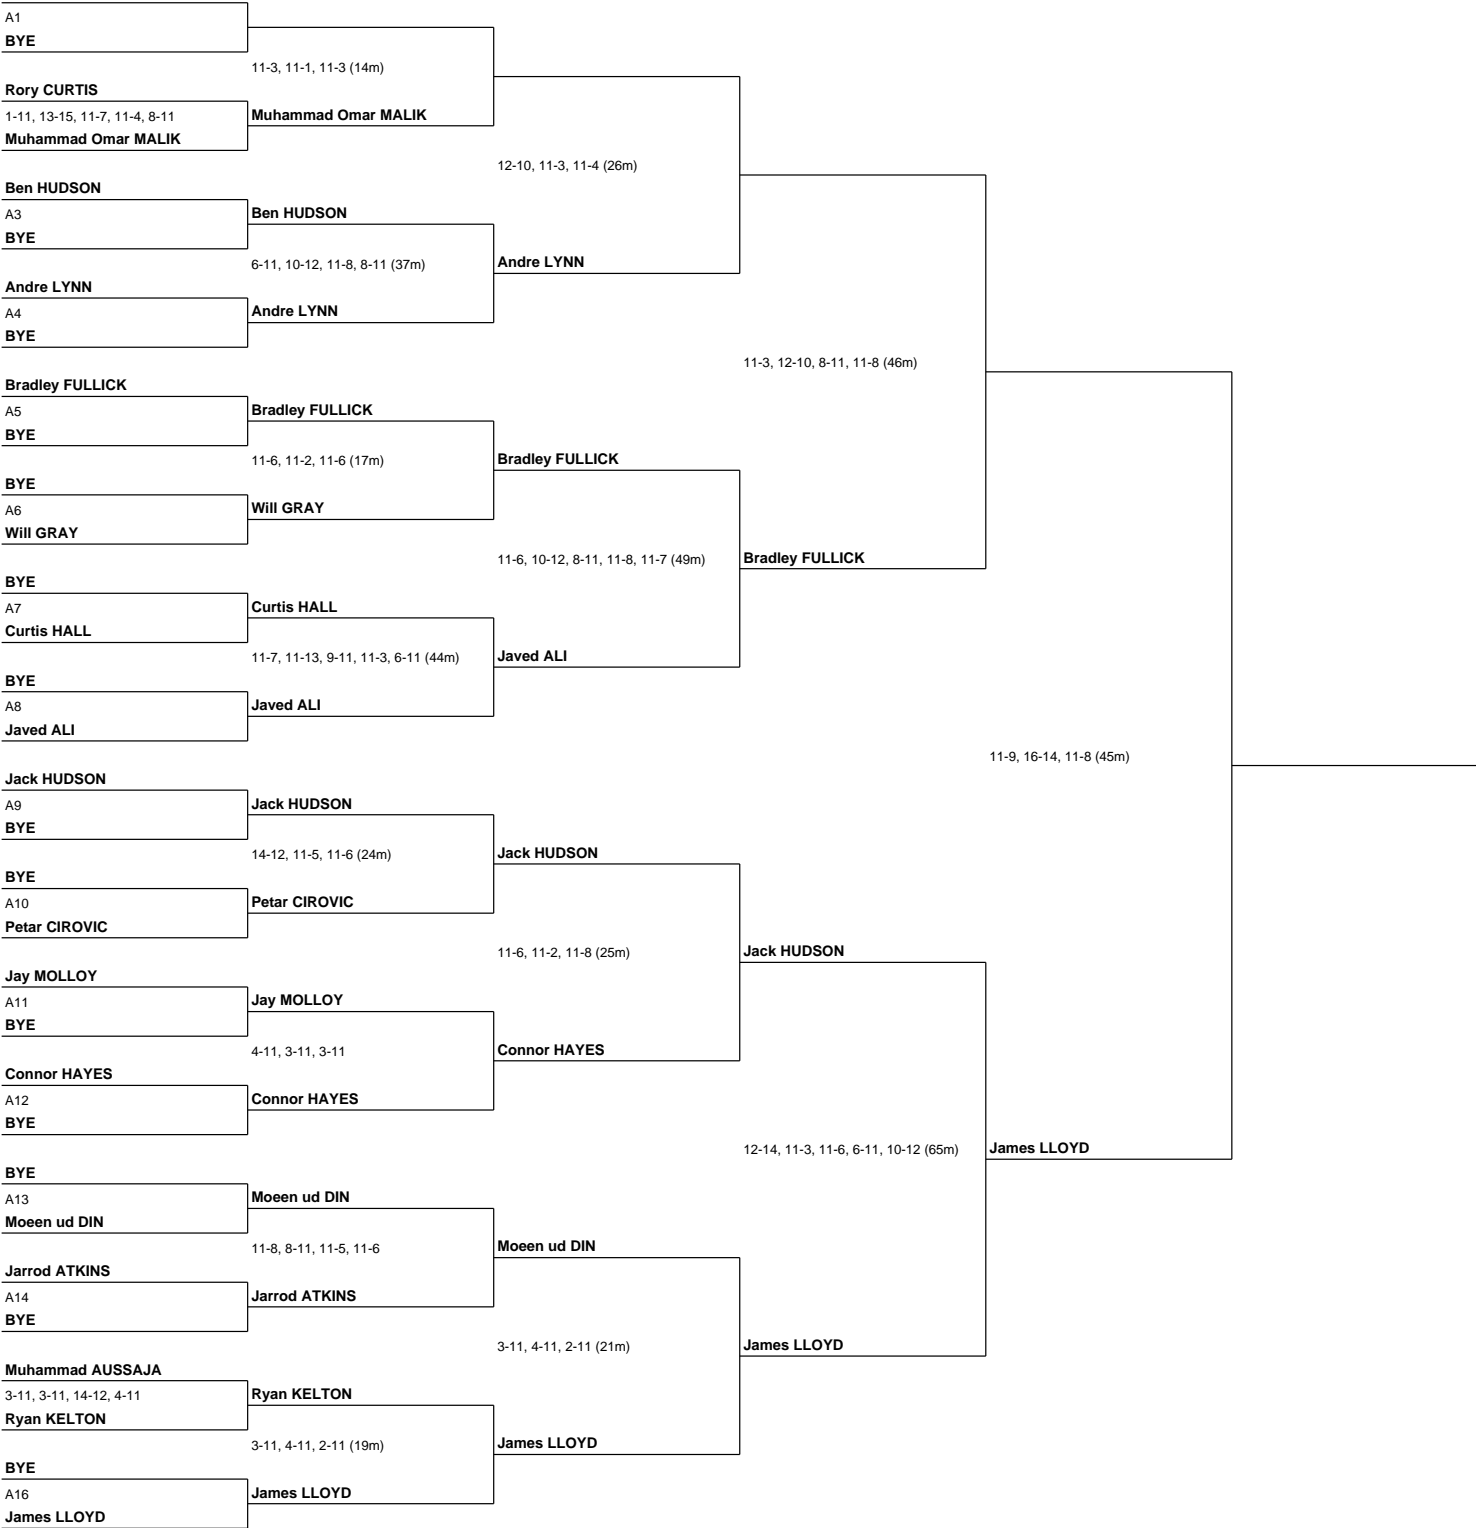 A1
BYE
11-3, 11-1, 11-3 (14m)
Rory CURTIS
1-11, 13-15, 11-7, 11-4, 8-11
Muhammad Omar MALIK
Muhammad Omar MALIK
12-10, 11-3, 11-4 (26m)
Ben HUDSON
A3
Ben HUDSON
BYE
6-11, 10-12, 11-8, 8-11 (37m)
Andre LYNN
Andre LYNN
A4
Andre LYNN
BYE
11-3, 12-10, 8-11, 11-8 (46m)
Bradley FULLICK
A5
Bradley FULLICK
BYE
11-6, 11-2, 11-6 (17m)
Bradley FULLICK
BYE
A6
Will GRAY
Will GRAY
11-6, 10-12, 8-11, 11-8, 11-7 (49m)
Bradley FULLICK
BYE
A7
Curtis HALL
Curtis HALL
11-7, 11-13, 9-11, 11-3, 6-11 (44m)
Javed ALI
BYE
A8
Javed ALI
Javed ALI
11-9, 16-14, 11-8 (45m)
Jack HUDSON
A9
Jack HUDSON
BYE
14-12, 11-5, 11-6 (24m)
Jack HUDSON
BYE
A10
Petar CIROVIC
Petar CIROVIC
11-6, 11-2, 11-8 (25m)
Jack HUDSON
Jay MOLLOY
A11
Jay MOLLOY
BYE
4-11, 3-11, 3-11
Connor HAYES
Connor HAYES
A12
Connor HAYES
BYE
12-14, 11-3, 11-6, 6-11, 10-12 (65m)
James LLOYD
BYE
A13
Moeen ud DIN
Moeen ud DIN
11-8, 8-11, 11-5, 11-6
Moeen ud DIN
Jarrod ATKINS
A14
Jarrod ATKINS
BYE
3-11, 4-11, 2-11 (21m)
James LLOYD
Muhammad AUSSAJA
3-11, 3-11, 14-12, 4-11
Ryan KELTON
Ryan KELTON
3-11, 4-11, 2-11 (19m)
James LLOYD
BYE
A16
James LLOYD
James LLOYD